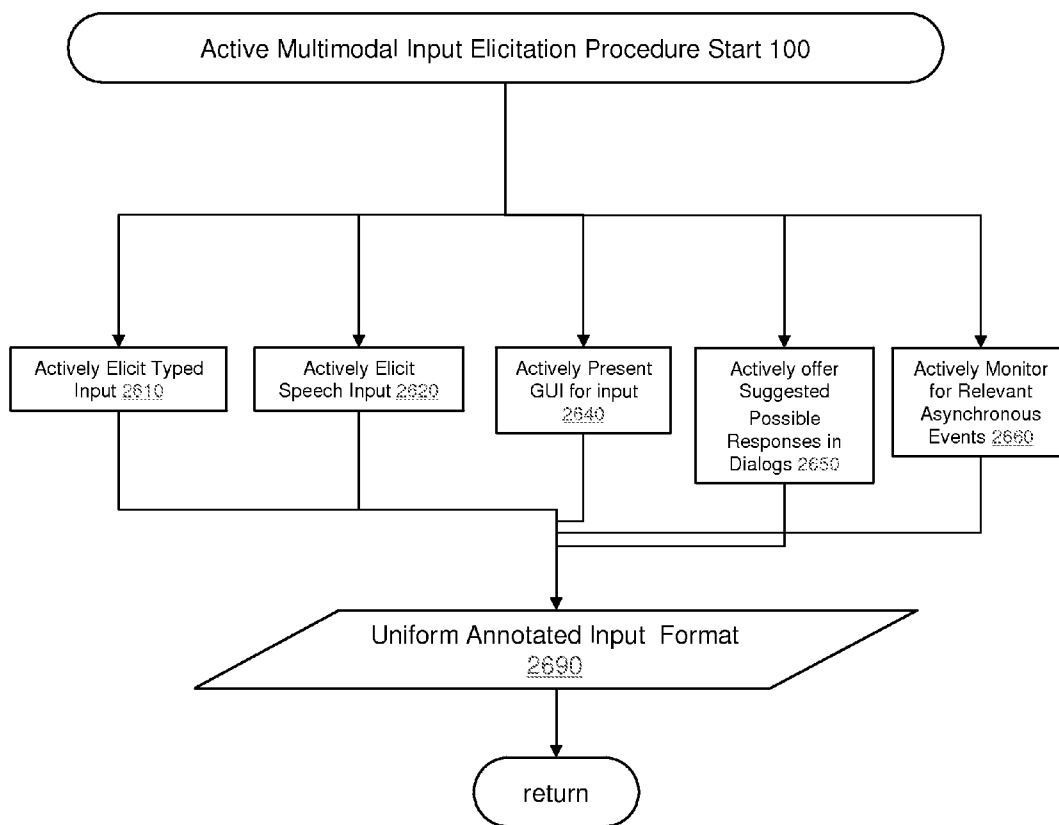 Active Multimodal Input Elicitation Procedure Start 100
Actively Elicit Typed
Input 2610
Actively Elicit
Speech Input 2620
Actively Present
GUI for input
2640
Actively offer
Suggested
Possible
Responses in
Dialogs 2650
Actively Monitor
for Relevant
Asynchronous
Events 2660
Uniform Annotated Input Format
2690
return